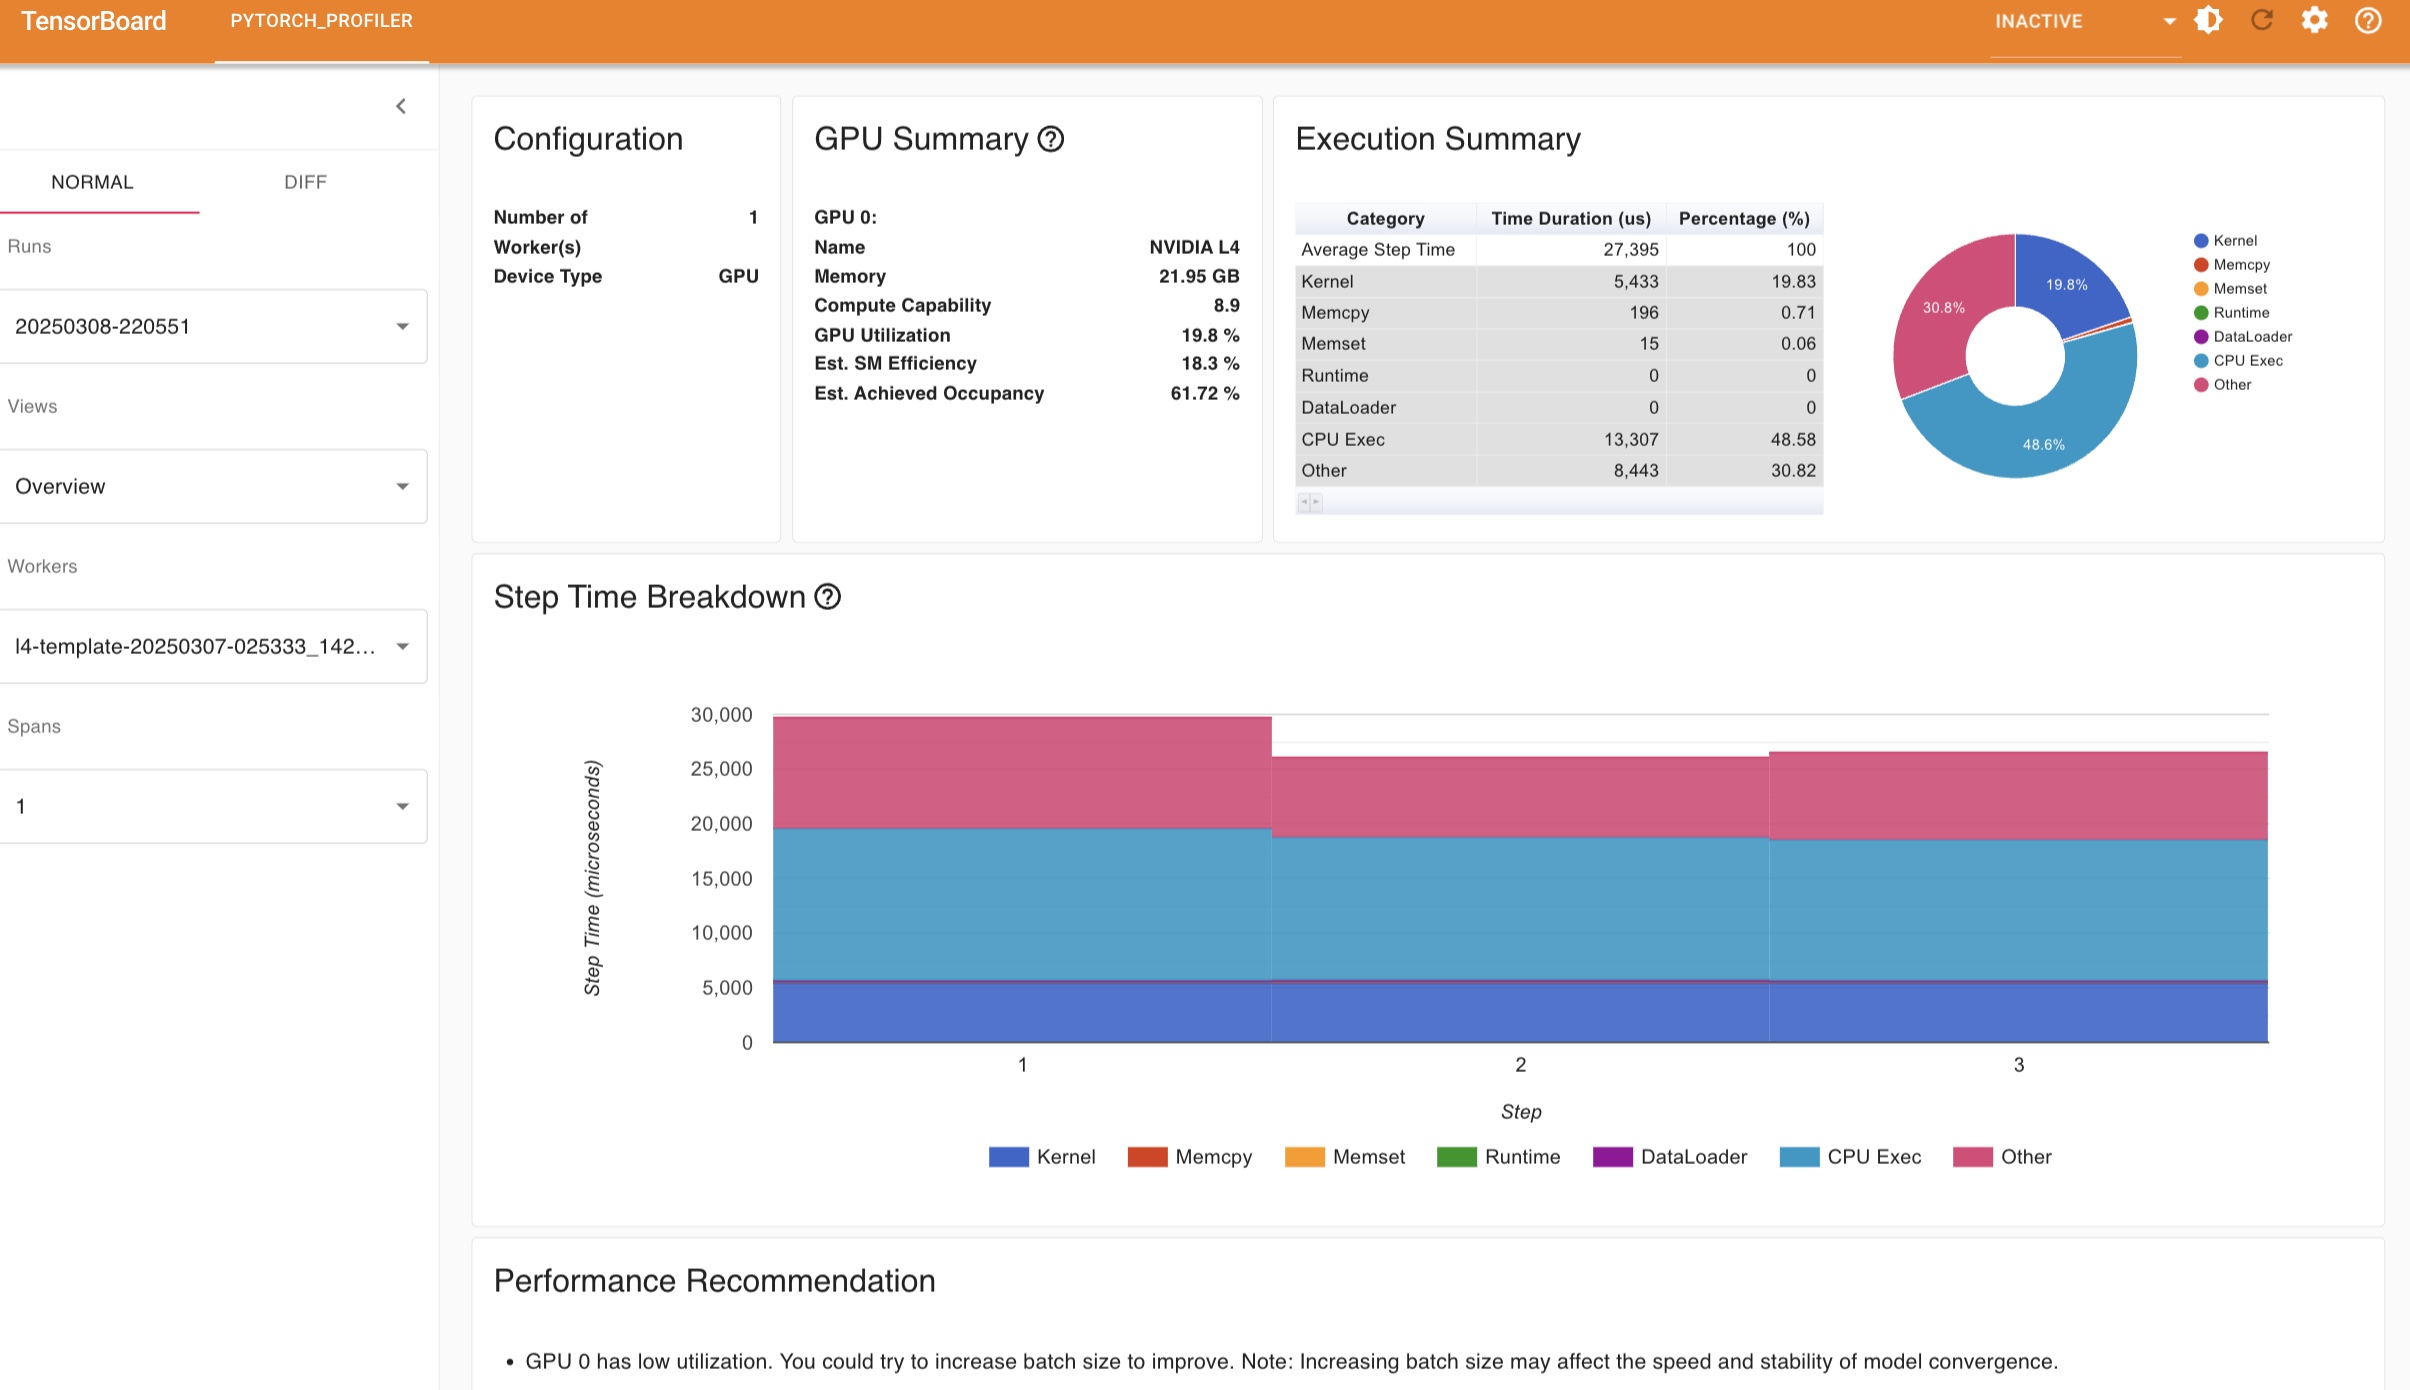 TensorBoard
PYTORCH_PROFILER
INACTIVE
NORMAL
DIFF
Runs
20250308-220551
Views
Overview
Workers
l4-template-20250307-025333_142...
Spans
1
Configuration
Number of Worker(s) 1
Device Type GPU
GPU Summary
GPU 0:
Name NVIDIA L4
Memory 21.95 GB
Compute Capability 8.9
GPU Utilization 19.8 %
Est. SM Efficiency 18.3 %
Est. Achieved Occupancy 61.72 %
Execution Summary
Category Time Duration (us) Percentage (%)
Average Step Time 27,395 100
Kernel 5,433 19.83
Memcpy 196 0.71
Memset 15 0.06
Runtime 0 0
DataLoader 0 0
CPU Exec 13,307 48.58
Other 8,443 30.82
19.8%
30.8%
48.6%
Kernel
Memcpy
Memset
Runtime
DataLoader
CPU Exec
Other
Step Time Breakdown
Step Time (microseconds)
30,000
25,000
20,000
15,000
10,000
5,000
0
1 2 3
Step
Kernel Memcpy Memset Runtime DataLoader CPU Exec Other
Performance Recommendation
• GPU 0 has low utilization. You could try to increase batch size to improve. Note: Increasing batch size may affect the speed and stability of model convergence.